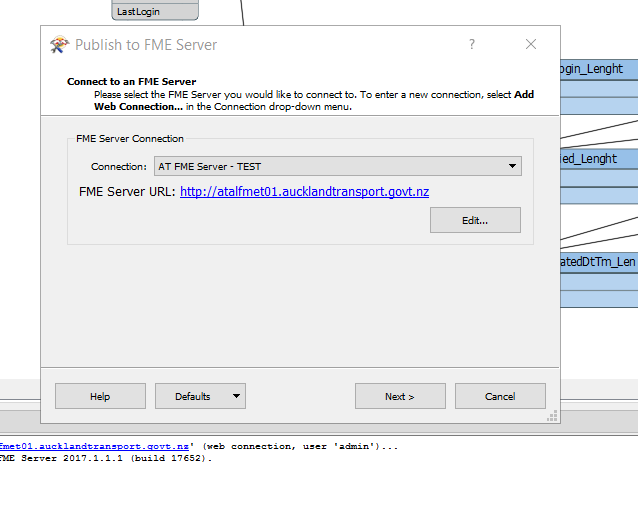 LastLogin
Publish to FME Server
?
Connect to an FME Server
Please select the FME Server you would like to connect to. To enter a new connection, select Add
Web Connection... in the Connection drop-down menu.
FME Server Connection
Connection: AT FME Server - TEST
FME Server URL: http://atalfmet01.aucklandtransport.govt.nz
Edit...
ogin_Lenght
ied_Lenght
atedDtTm_Len
Help
Defaults
Next >
Cancel
fmet01.aucklandtransport.govt.nz' (web connection, user 'admin')...
FME Server 2017.1.1.1 (build 17652).